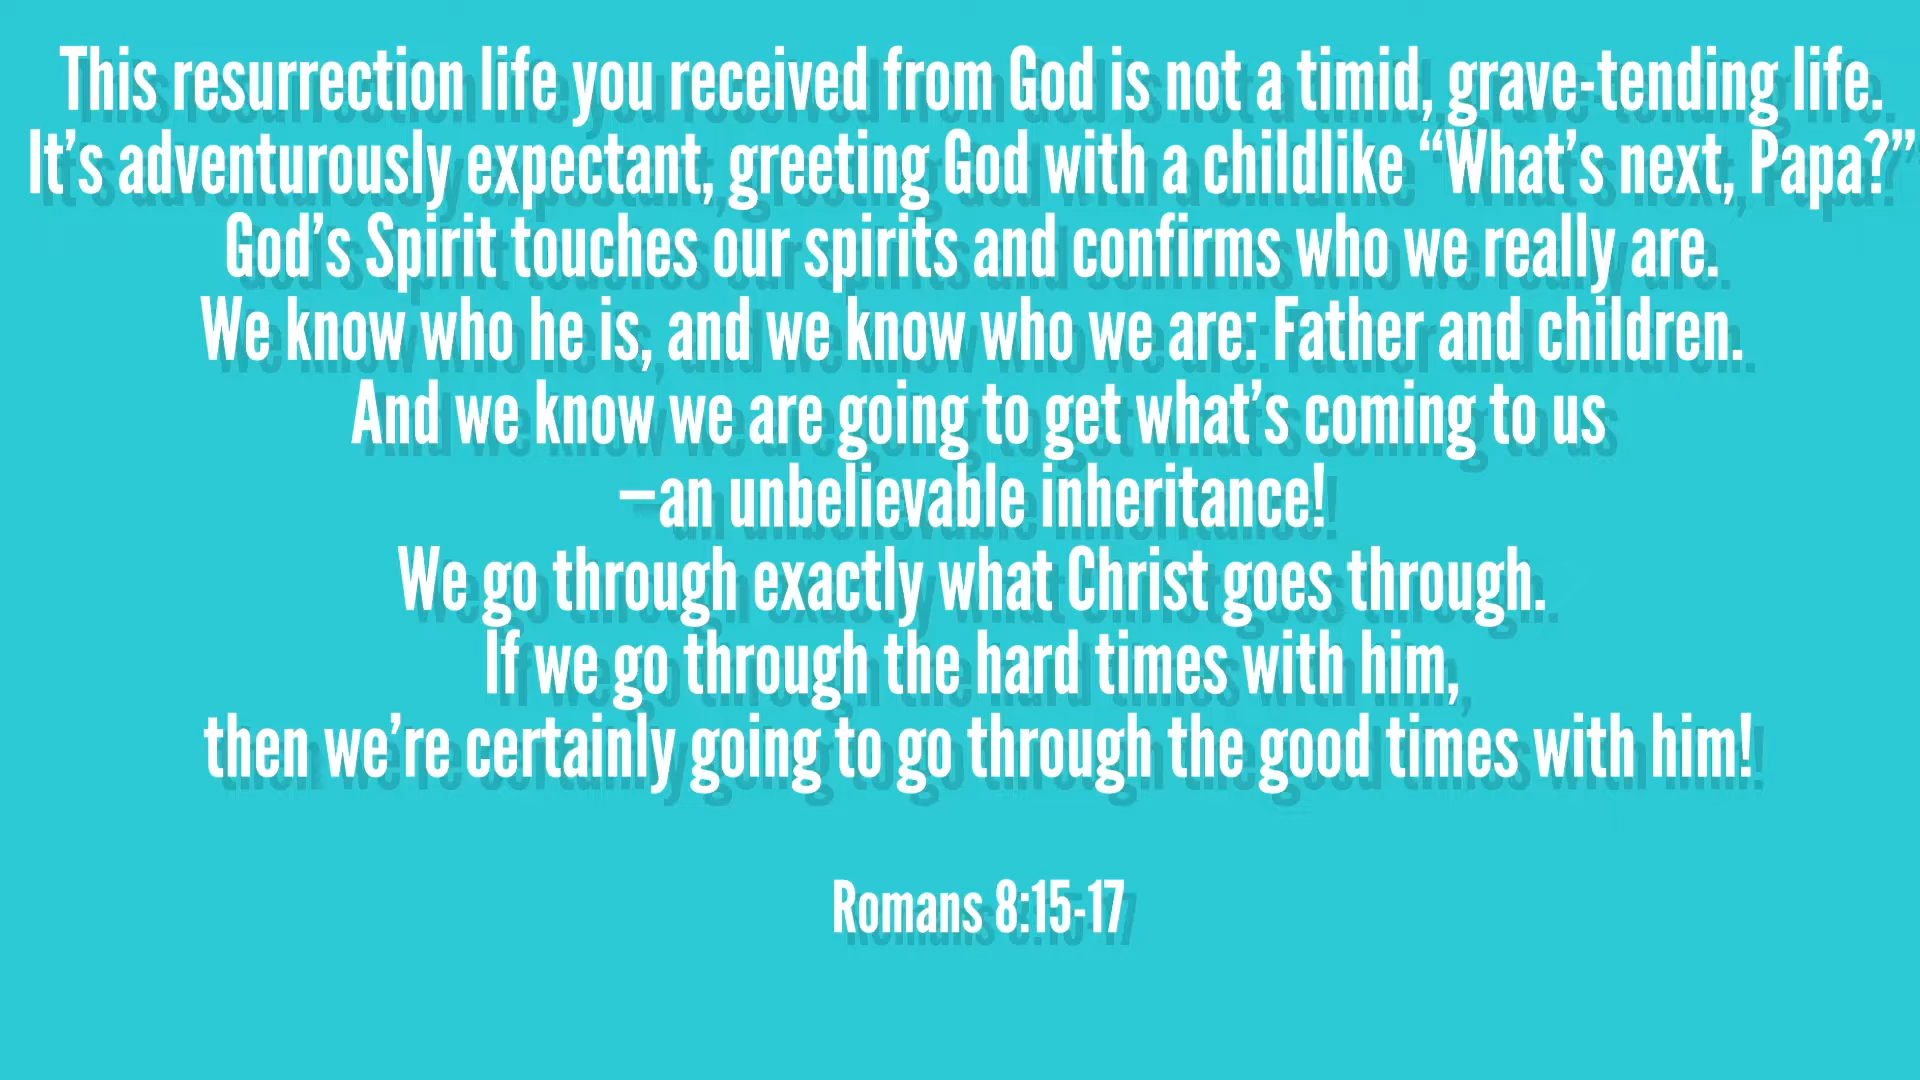 This resurrection life you received from God is not a timid, grave-tending life.
It’s adventurously expectant, greeting God with a childlike “What’s next, Papa?”
God’s Spirit touches our spirits and confirms who we really are.
We know who he is, and we know who we are: Father and children.
And we know we are going to get what’s coming to us
—an unbelievable inheritance!
We go through exactly what Christ goes through.
If we go through the hard times with him,
then we’re certainly going to go through the good times with him!
Romans 8:15-17